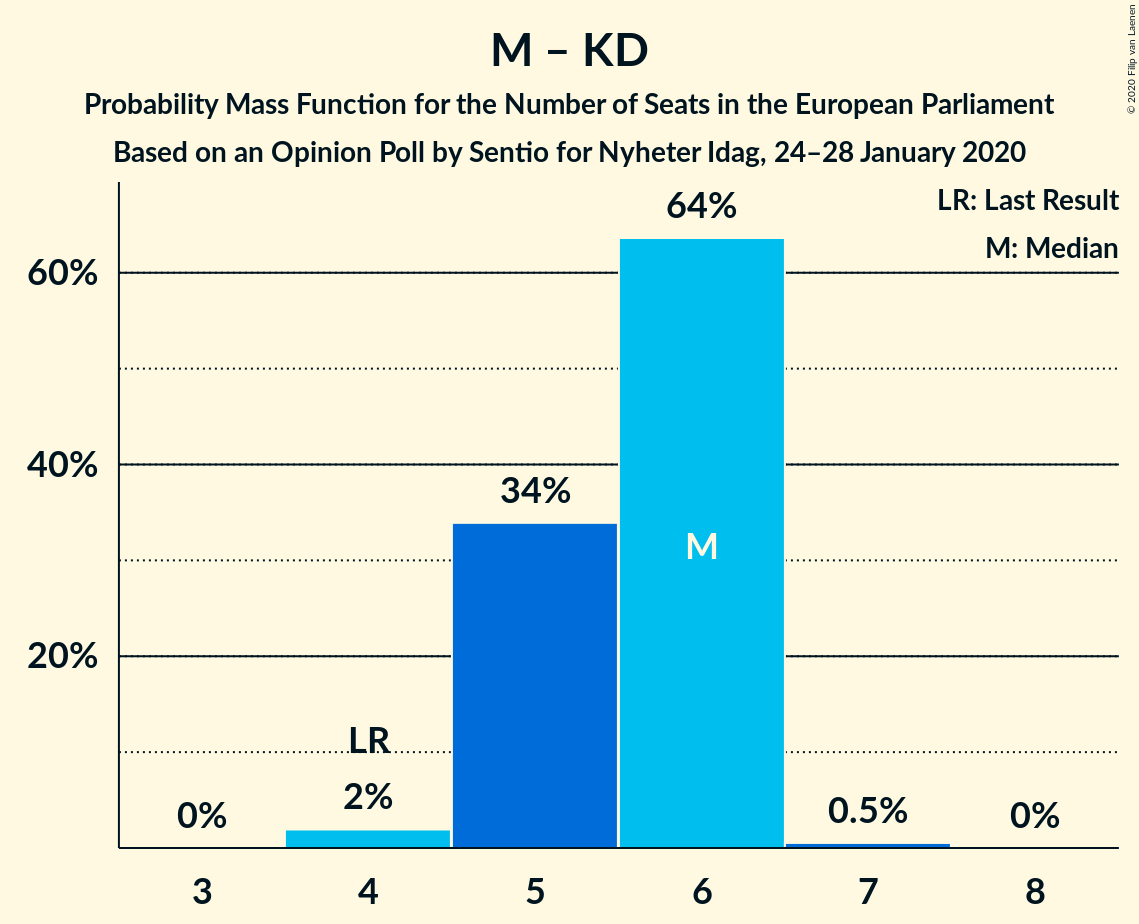 M – KD
Probability Mass Function for the Number of Seats in the European Parliament
Based on an Opinion Poll by Sentio for Nyheter Idag, 24–28 January 2020
© 2020 Filip van Laenen
LR: Last Result
M: Median
64%
60%
40%
34%
M
20%
LR
2%
0%
0.5%
0%
3 4 5 6 7 8